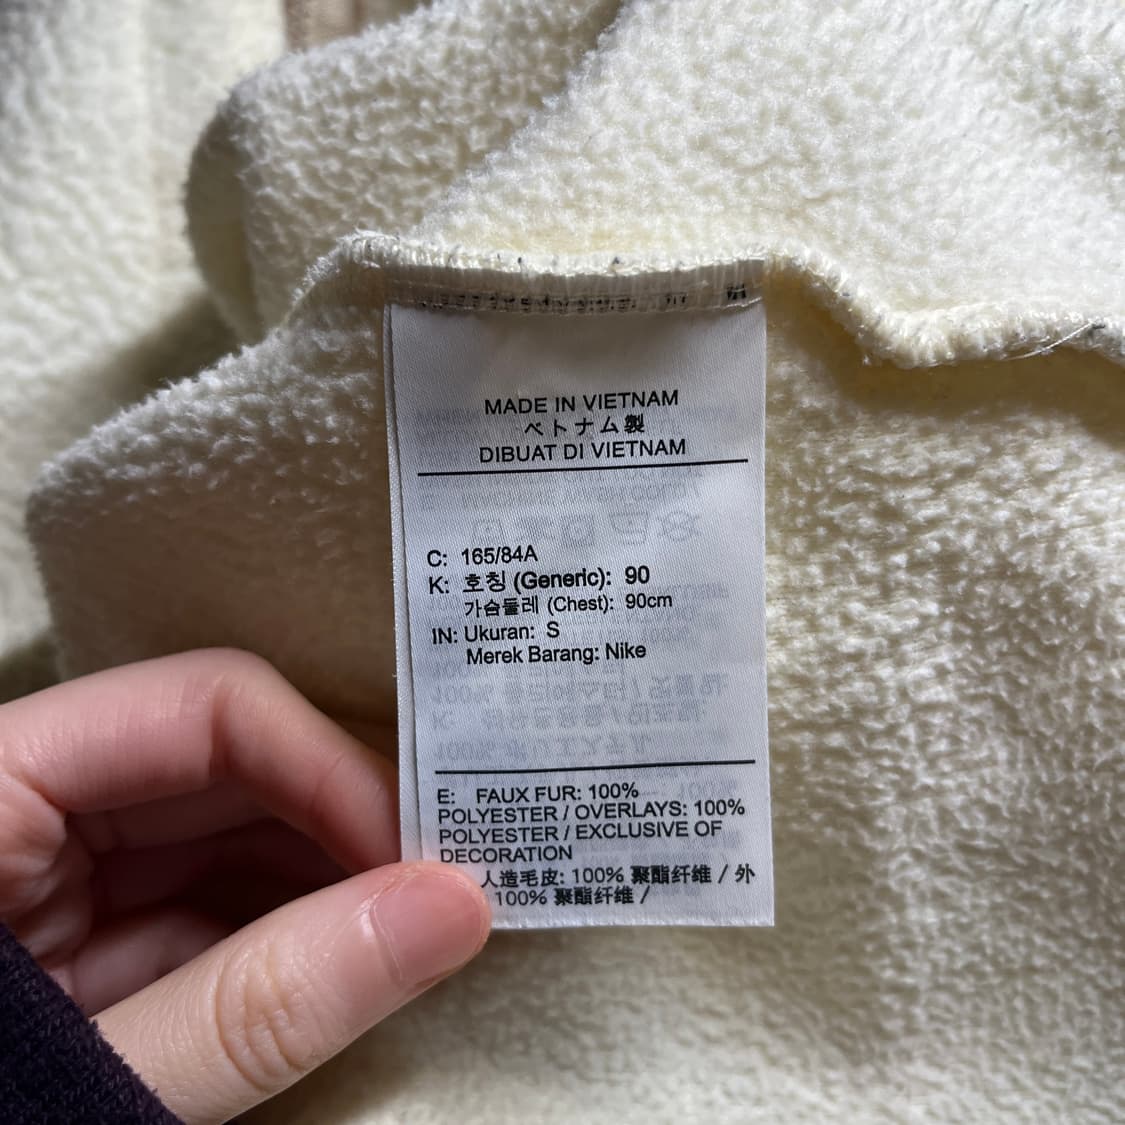 MADE IN VIETNAM
ベトナム製
DIBUAT DI VIETNAM
C: 165/84A
K: 호칭 (Generic): 90
가슴둘레 (Chest): 90cm
IN: Ukuran: S
Merek Barang: Nike
E: FAUX FUR: 100%
POLYESTER / OVERLAYS: 100%
POLYESTER / EXCLUSIVE OF
DECORATION
人造毛皮: 100% 聚酯纤维 / 外
100% 聚酯纤维 /